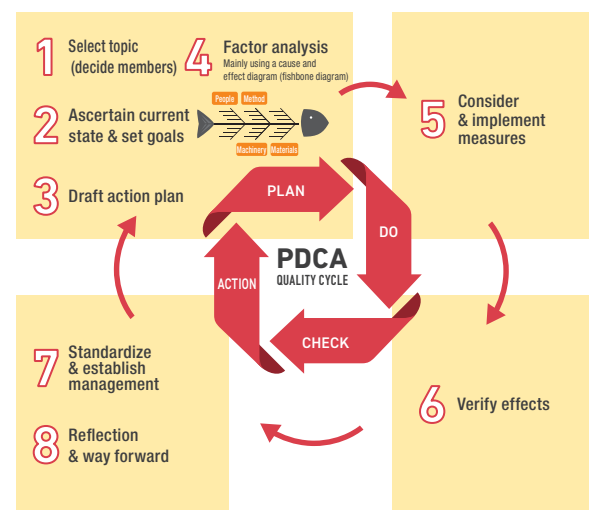 1
Select topic
(decide members)
2
Ascertain current
state & set goals
3
Draft action plan
4
Factor analysis
Mainly using a cause and
effect diagram (fishbone diagram)
People
Method
Machinery
Materials
5
Consider
& implement
measures
PLAN
DO
PDCA
QUALITY CYCLE
ACTION
CHECK
6
Verify effects
7
Standardize
& establish
management
8
Reflection
& way forward